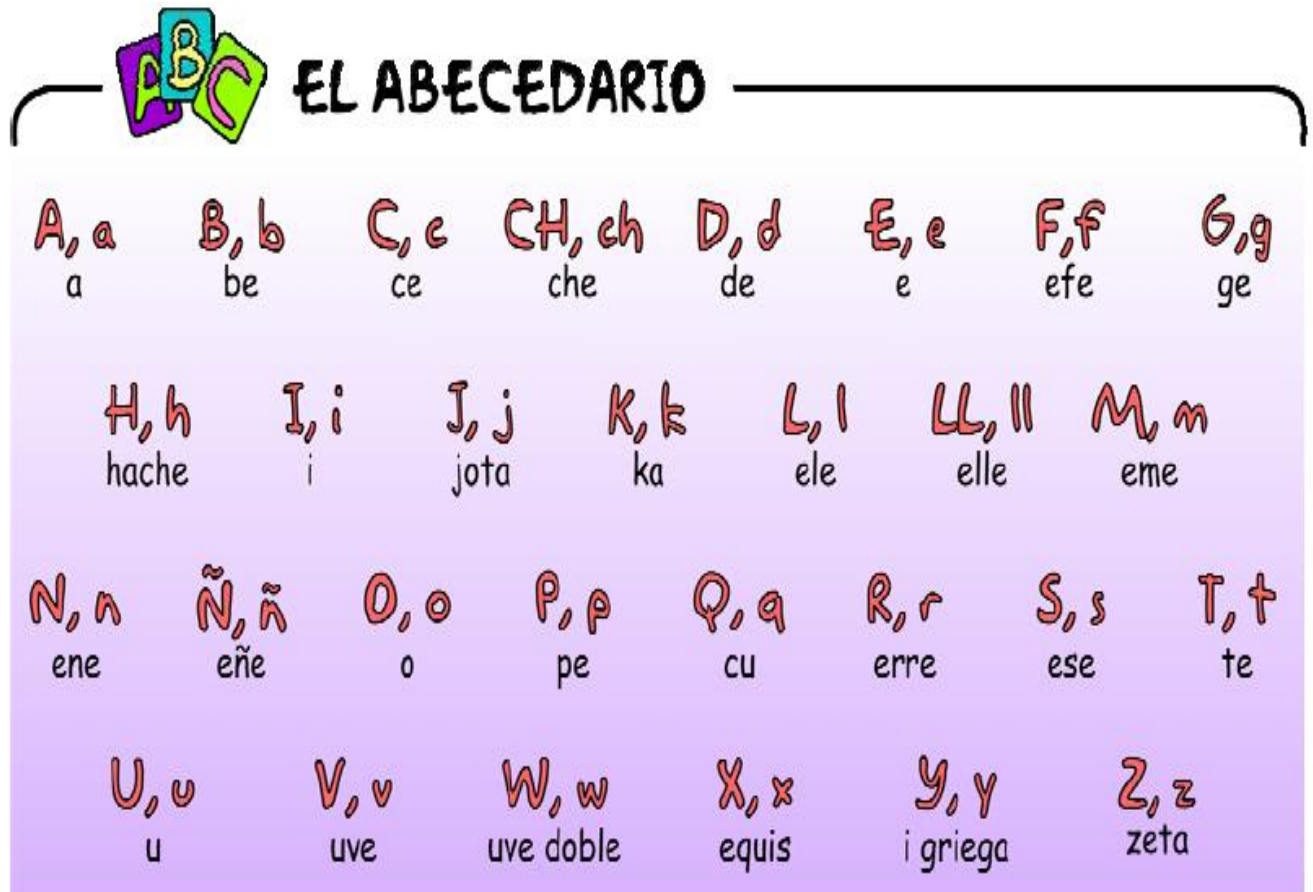 ABC EL ABECEDARIO
A, a B, b C, c CH, ch D, d E, e F,f G,g
a be ce che de e efe ge
H, h I, i J, j K, k L, l LL, ll M, m
hache i jota ka ele elle eme
N, n Ñ, ñ O, o P, p Q, q R, r S, s T, t
ene eñe o pe cu erre ese te
U, u V, v W, w X, x Y, y Z, z
u uve uve doble equis i griega zeta